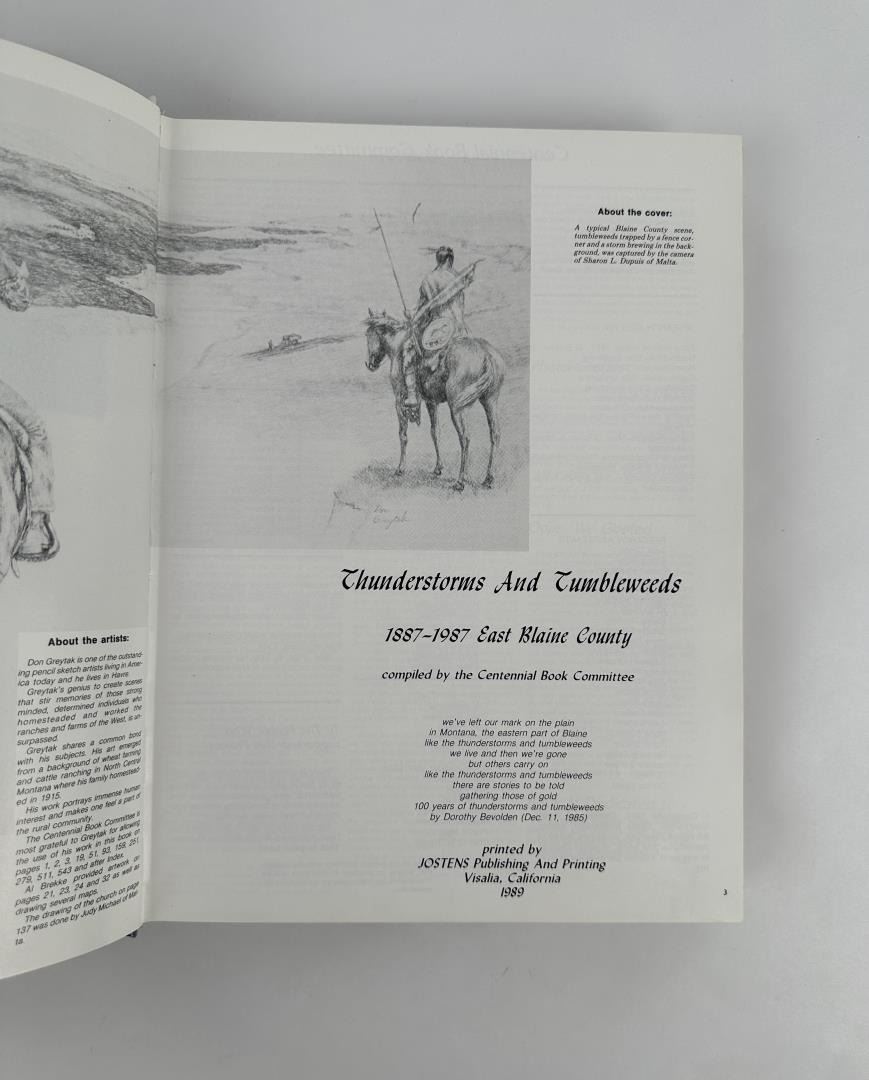 About the artists:
Don Greytak is one of the outstand-
ing pencil sketch artists living in Amer-
ica today and he lives in Havre.
Greytak's genius to create scenes
that stir memories of those strong
minded, determined individuals who
homesteaded and worked the
ranches and farms of the West, is un-
surpassed.
Greytak shares a common bond
with his subjects. His art emerged
from a background of wheat farming
and cattle ranching in North Central
Montana where his family homestead-
ed in 1915.
His work portrays immense human
interest and makes one feel a part of
the rural community.
The Centennial Book Committee is
most grateful to Greytak for allowing
the use of his work in this book on
pages 1, 2, 3, 19, 51, 93, 159, 251,
279, 511, 543 and after Index.
Al Brekke provided artwork on
pages 21, 23, 24 and 32 as well as
drawing several maps.
The drawing of the church on page
137 was done by Judy Michael of Mal-
ta.
About the cover:
A typical Blaine County scene,
tumbleweeds trapped by a fence cor-
ner and a storm brewing in the back-
ground, was captured by the camera
of Sharon L. Dupuis of Malta.
Don
Greytak
Thunderstorms And Tumbleweeds
1887-1987 East Blaine County
compiled by the Centennial Book Committee
we've left our mark on the plain
in Montana, the eastern part of Blaine
like the thunderstorms and tumbleweeds
we live and then we're gone
but others carry on
like the thunderstorms and tumbleweeds
there are stories to be told
gathering those of gold
100 years of thunderstorms and tumbleweeds
by Dorothy Bevolden (Dec. 11, 1985)
printed by
JOSTENS Publishing And Printing
Visalia, California
1989
3